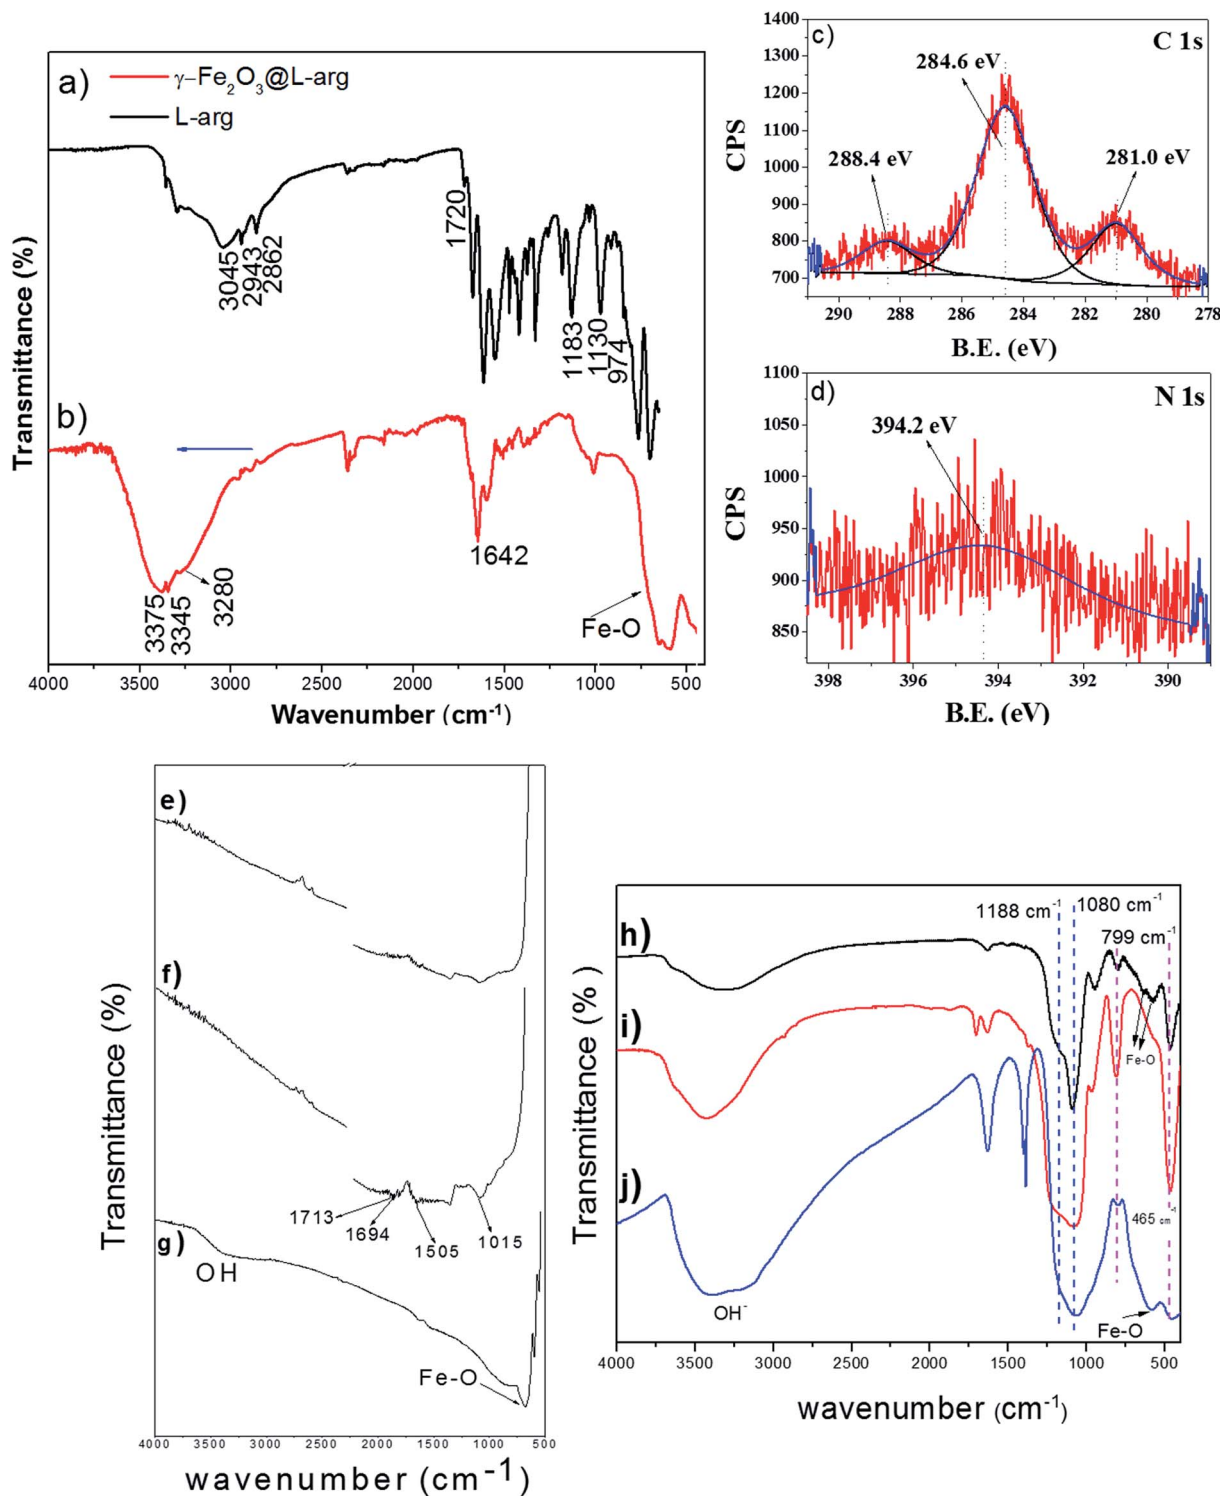 a)
γ–Fe₂O₃@L-arg
L-arg
3045
2943
2862
1720
1183
1130
974
b)
3375
3345
3280
1642
Fe-O
Transmittance (%)
4000 3500 3000 2500 2000 1500 1000 500
Wavenumber (cm⁻¹)
c)
C 1s
284.6 eV
288.4 eV
281.0 eV
CPS
1400
1300
1200
1100
1000
900
800
700
290 288 286 284 282 280 278
B.E. (eV)
d)
N 1s
394.2 eV
CPS
1100
1050
1000
950
900
850
398 396 394 392 390
B.E. (eV)
e)
f)
1713
1694
1505
1015
g)
OH
Fe-O
Transmittance (%)
4000 3500 3000 2500 2000 1500 1000 500
wavenumber (cm⁻¹)
1188 cm⁻¹
1080 cm⁻¹
799 cm⁻¹
h)
Fe-O
i)
j)
465 cm⁻¹
OH⁻
Fe-O
Transmittance (%)
4000 3500 3000 2500 2000 1500 1000 500
wavenumber (cm⁻¹)